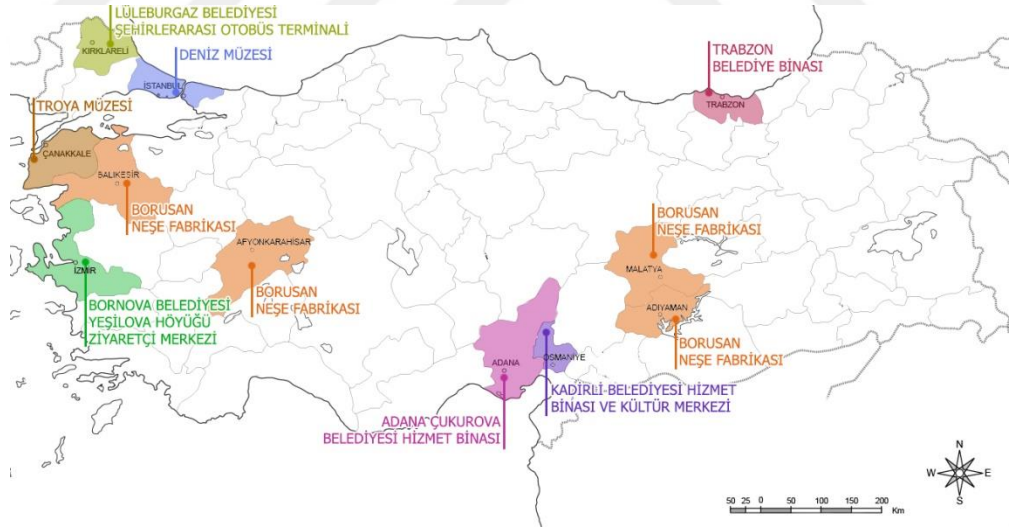 LÜLEBURGAZ BELEDİYESİ
ŞEHİRLERARASI OTOBÜS TERMİNALİ
KIRKLARELİ
DENİZ MÜZESİ
İSTANBUL
TRABZON
BELEDİYE BİNASI
TRABZON
TROYA MÜZESİ
ÇANAKKALE
BALIKESİR
BORUSAN
NEŞE FABRİKASI
AFYONKARAHİSAR
BORUSAN
NEŞE FABRİKASI
BORUSAN
NEŞE FABRİKASI
MALATYA
ADIYAMAN
BORUSAN
NEŞE FABRİKASI
İZMİR
BORNOVA BELEDİYESİ
YEŞİLOVA HÖYÜĞÜ
ZİYARETÇİ MERKEZİ
ADANA
OSMANİYE
KADİRLİ BELEDİYESİ HİZMET
BİNASI VE KÜLTÜR MERKEZİ
ADANA ÇUKUROVA
BELEDİYESİ HİZMET BİNASI
N
W E
S
50 25 0 50 100 150 200
Km